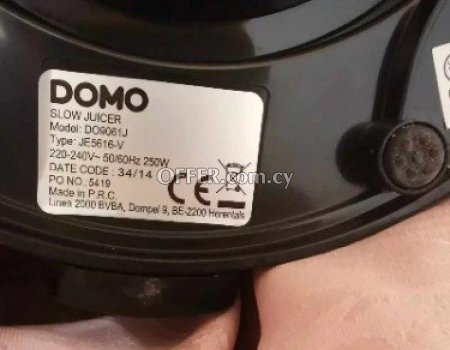 DOMO
SLOW JUICER
Model: DO9061J
Type: JE5616-V
220-240V~ 50/60Hz 250W
DATE CODE: 34/14
PO NO.: 5419
Made in P.R.C.
Linea 2000 BVBA, Dompel 9, BE-2200 Herentals
CE
OFFER.com.cy